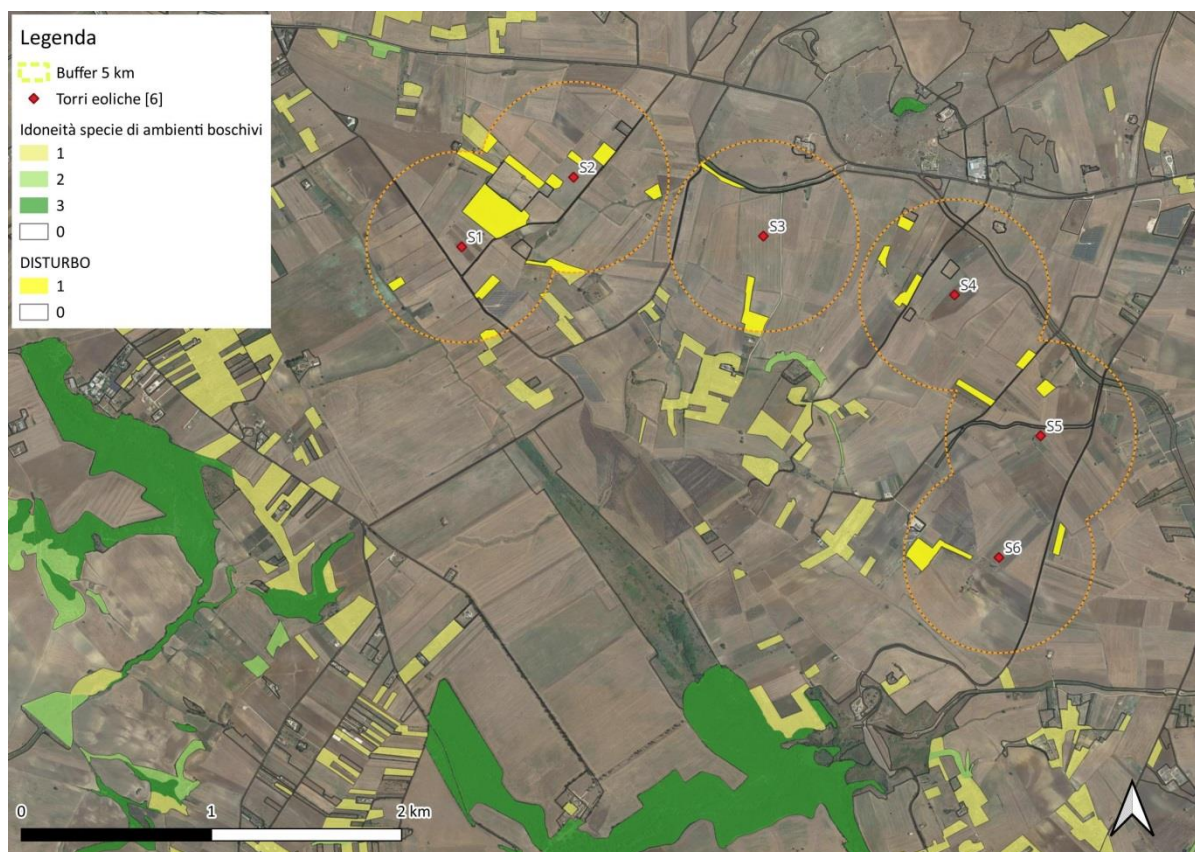 Legenda
Buffer 5 km
Torri eoliche [6]
Idoneità specie di ambienti boschivi
1
2
3
0
DISTURBO
1
0
S2
S1
S3
S4
S5
S6
0 1 2 km